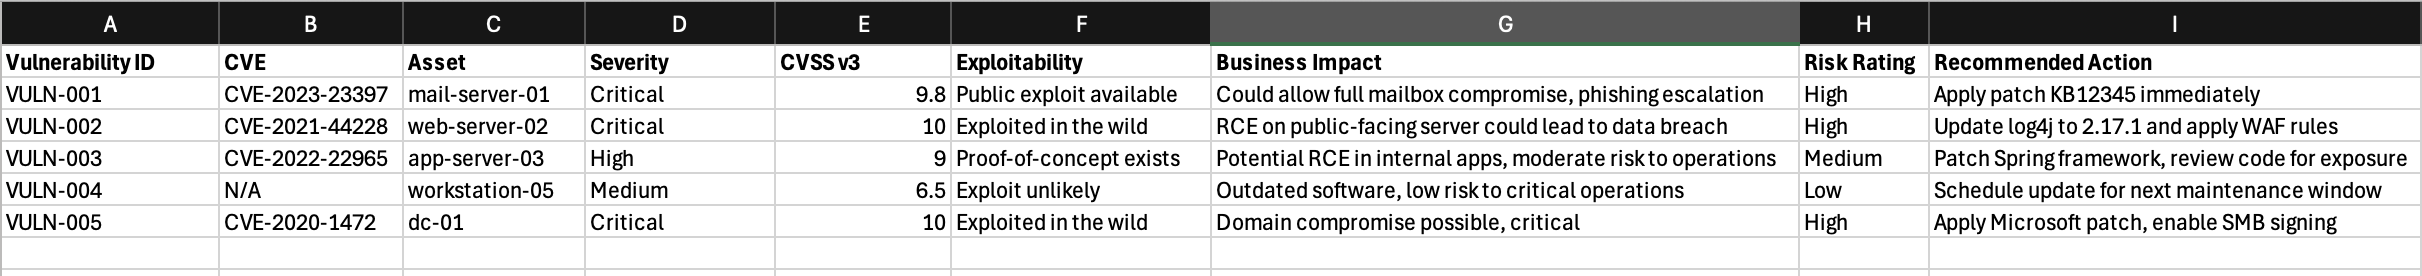 A B C D E F G H I
Vulnerability ID CVE Asset Severity CVSS v3 Exploitability Business Impact Risk Rating Recommended Action
VULN-001 CVE-2023-23397 mail-server-01 Critical 9.8 Public exploit available Could allow full mailbox compromise, phishing escalation High Apply patch KB12345 immediately
VULN-002 CVE-2021-44228 web-server-02 Critical 10 Exploited in the wild RCE on public-facing server could lead to data breach High Update log4j to 2.17.1 and apply WAF rules
VULN-003 CVE-2022-22965 app-server-03 High 9 Proof-of-concept exists Potential RCE in internal apps, moderate risk to operations Medium Patch Spring framework, review code for exposure
VULN-004 N/A workstation-05 Medium 6.5 Exploit unlikely Outdated software, low risk to critical operations Low Schedule update for next maintenance window
VULN-005 CVE-2020-1472 dc-01 Critical 10 Exploited in the wild Domain compromise possible, critical High Apply Microsoft patch, enable SMB signing